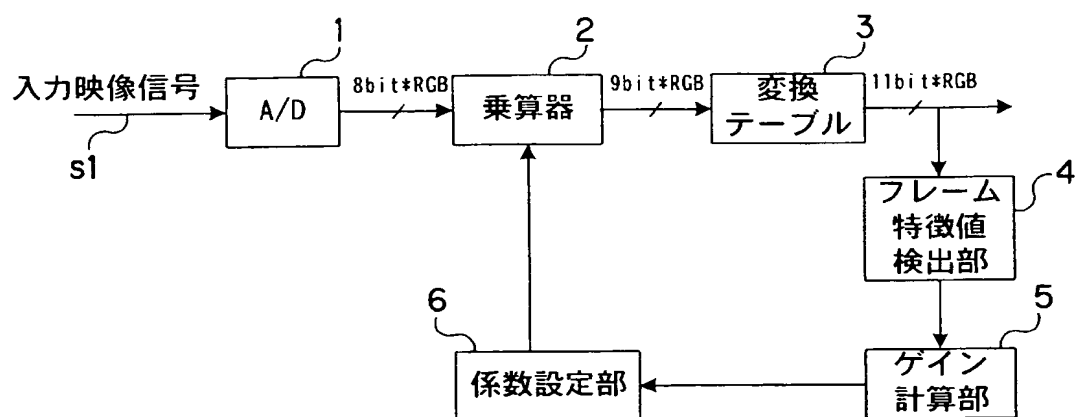 1
2
3
入力映像信号
A/D
8bit*RGB
乗算器
9bit*RGB
変換
テーブル
11bit*RGB
s1
フレーム
特徴値
検出部
4
6
5
係数設定部
ゲイン
計算部